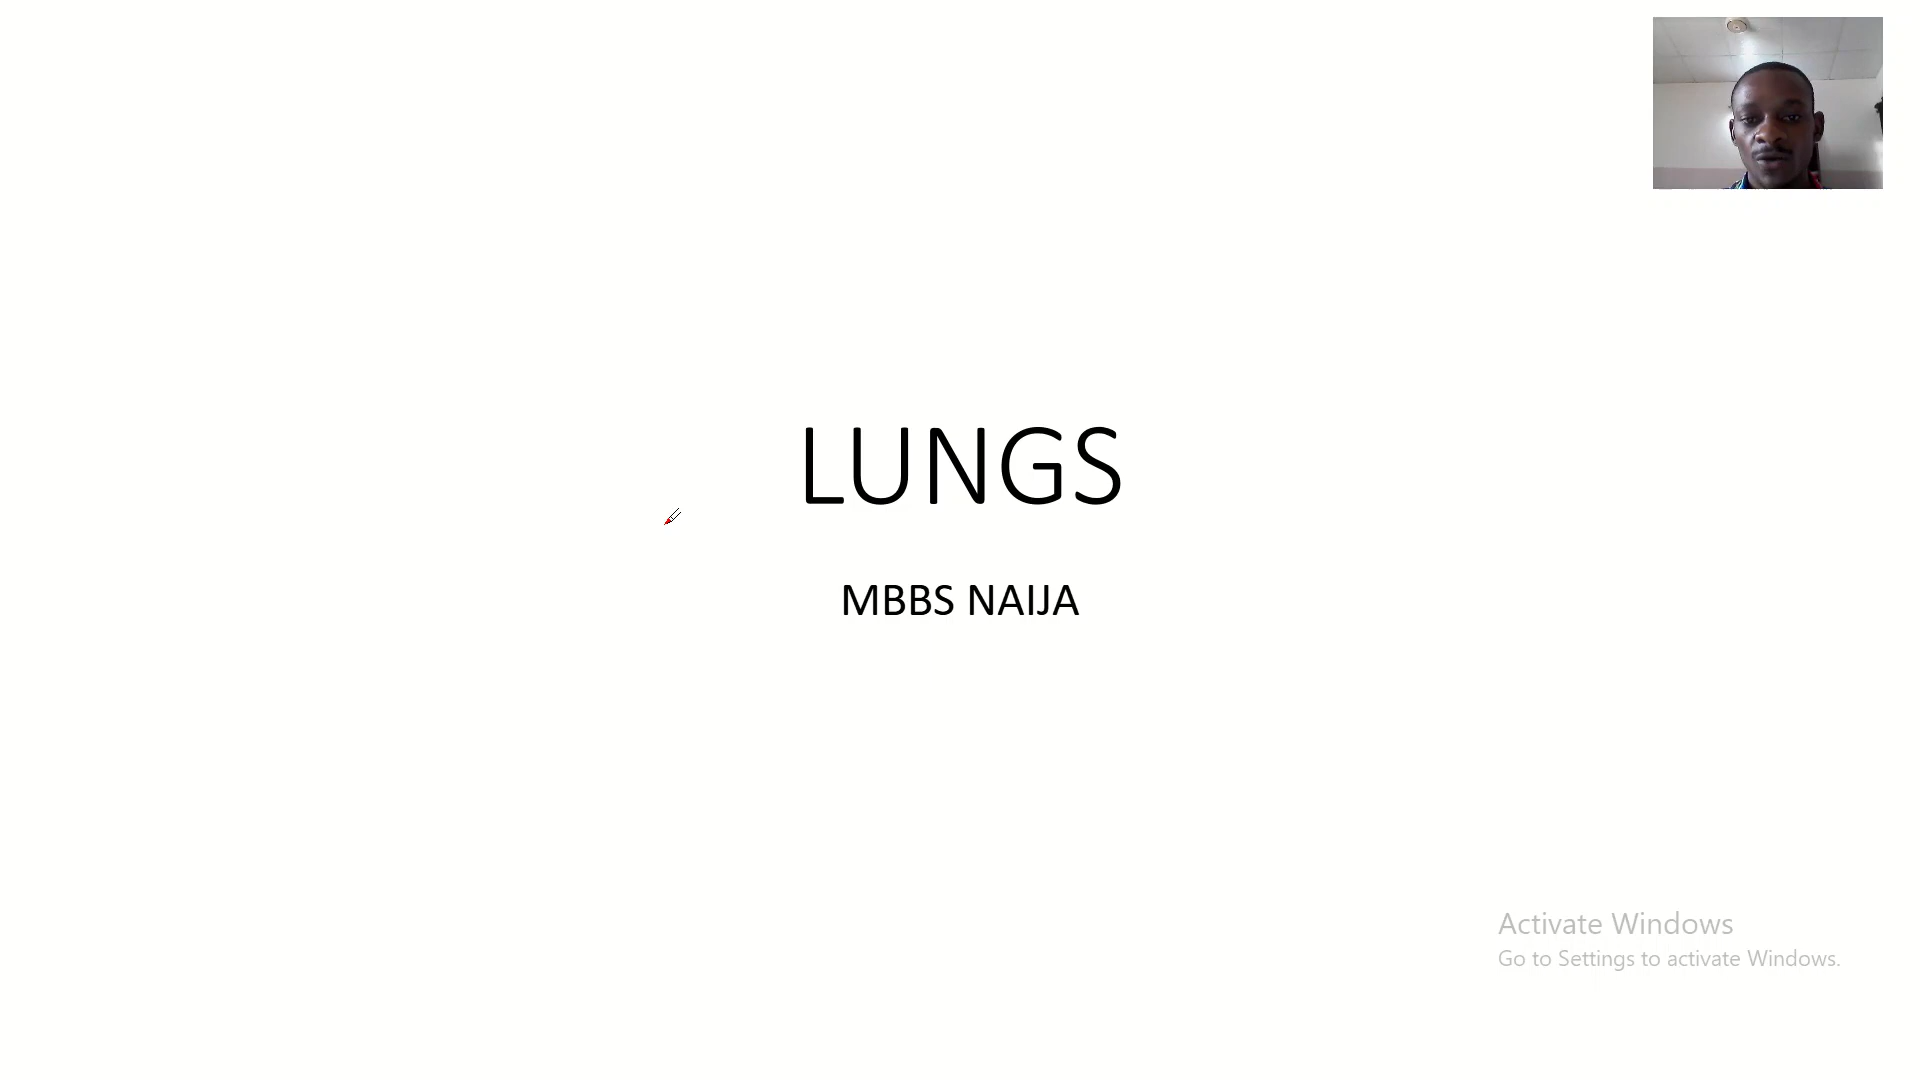 LUNGS
MBBS NAIJA
Activate Windows
Go to Settings to activate Windows.